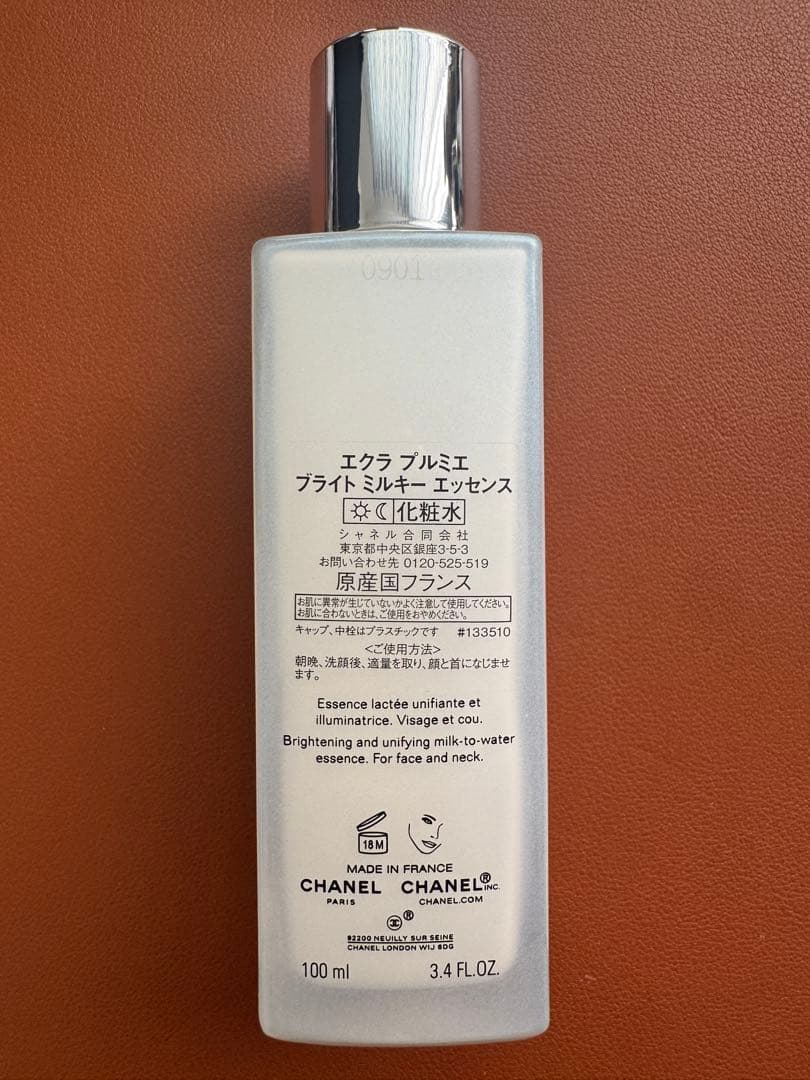 0901
エクラ プルミエ
ブライト ミルキー エッセンス
化粧水
シャネル合同会社
東京都中央区銀座3-5-3
お問い合わせ先 0120-525-519
原産国フランス
お肌に異常が生じていないかよく注意して使用してください。
お肌に合わないときは、ご使用をおやめください。
キャップ、中栓はプラスチックです #133510
<ご使用方法>
朝晩、洗顔後、適量を取り、顔と首になじませ
ます。
Essence lactée unifiante et
illuminatrice. Visage et cou.
Brightening and unifying milk-to-water
essence. For face and neck.
18M
MADE IN FRANCE
CHANEL CHANEL® INC.
PARIS CHANEL.COM
®
92200 NEUILLY SUR SEINE
CHANEL LONDON W1J 6DG
100 ml 3.4 FL.OZ.